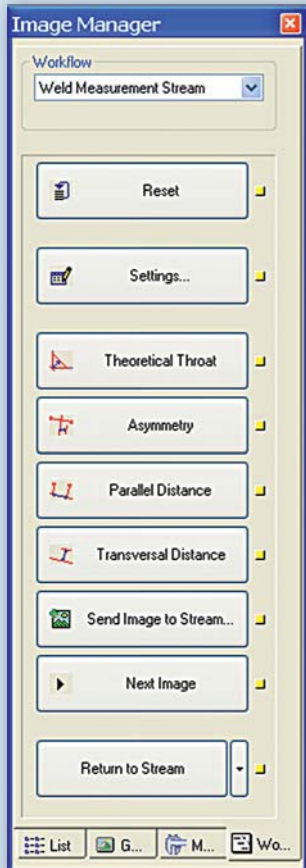 Image Manager
Workflow
Weld Measurement Stream
Reset
Settings...
Theoretical Throat
Asymmetry
Parallel Distance
Transversal Distance
Send Image to Stream...
Next Image
Return to Stream
List G... M... Wo...